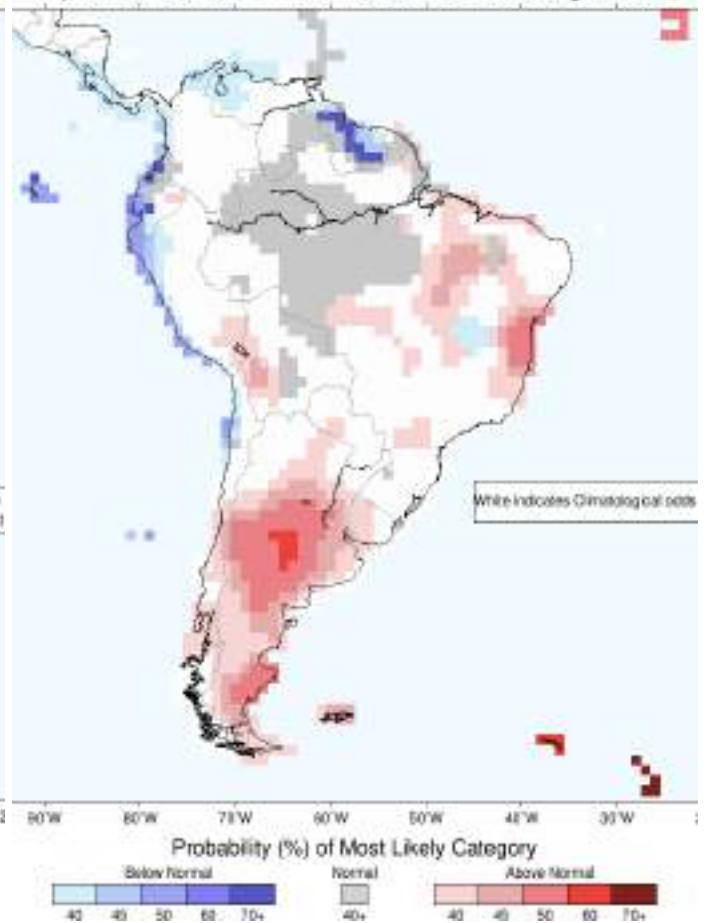 White indicates Climatological odds
90°W 80°W 70°W 60°W 50°W 40°W 30°W
Probability (%) of Most Likely Category
Below Normal Normal Above Normal
40 45 50 60 70+ 40+ 40 45 50 60 70+